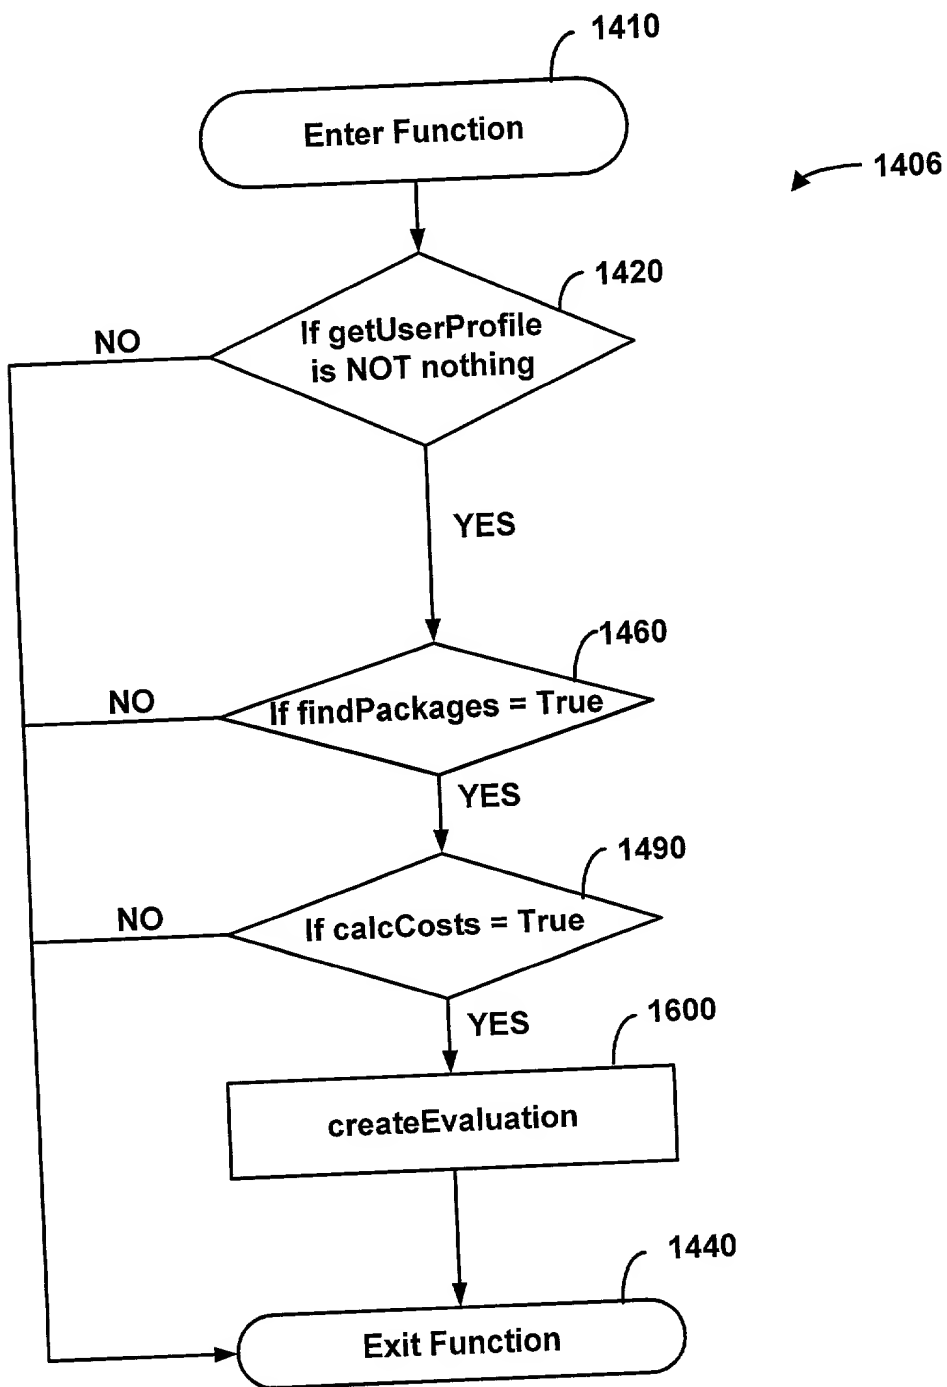 1410
Enter Function
1406
1420
If getUserProfile
is NOT nothing
NO
YES
1460
If findPackages = True
NO
YES
1490
If calcCosts = True
NO
YES
1600
createEvaluation
1440
Exit Function